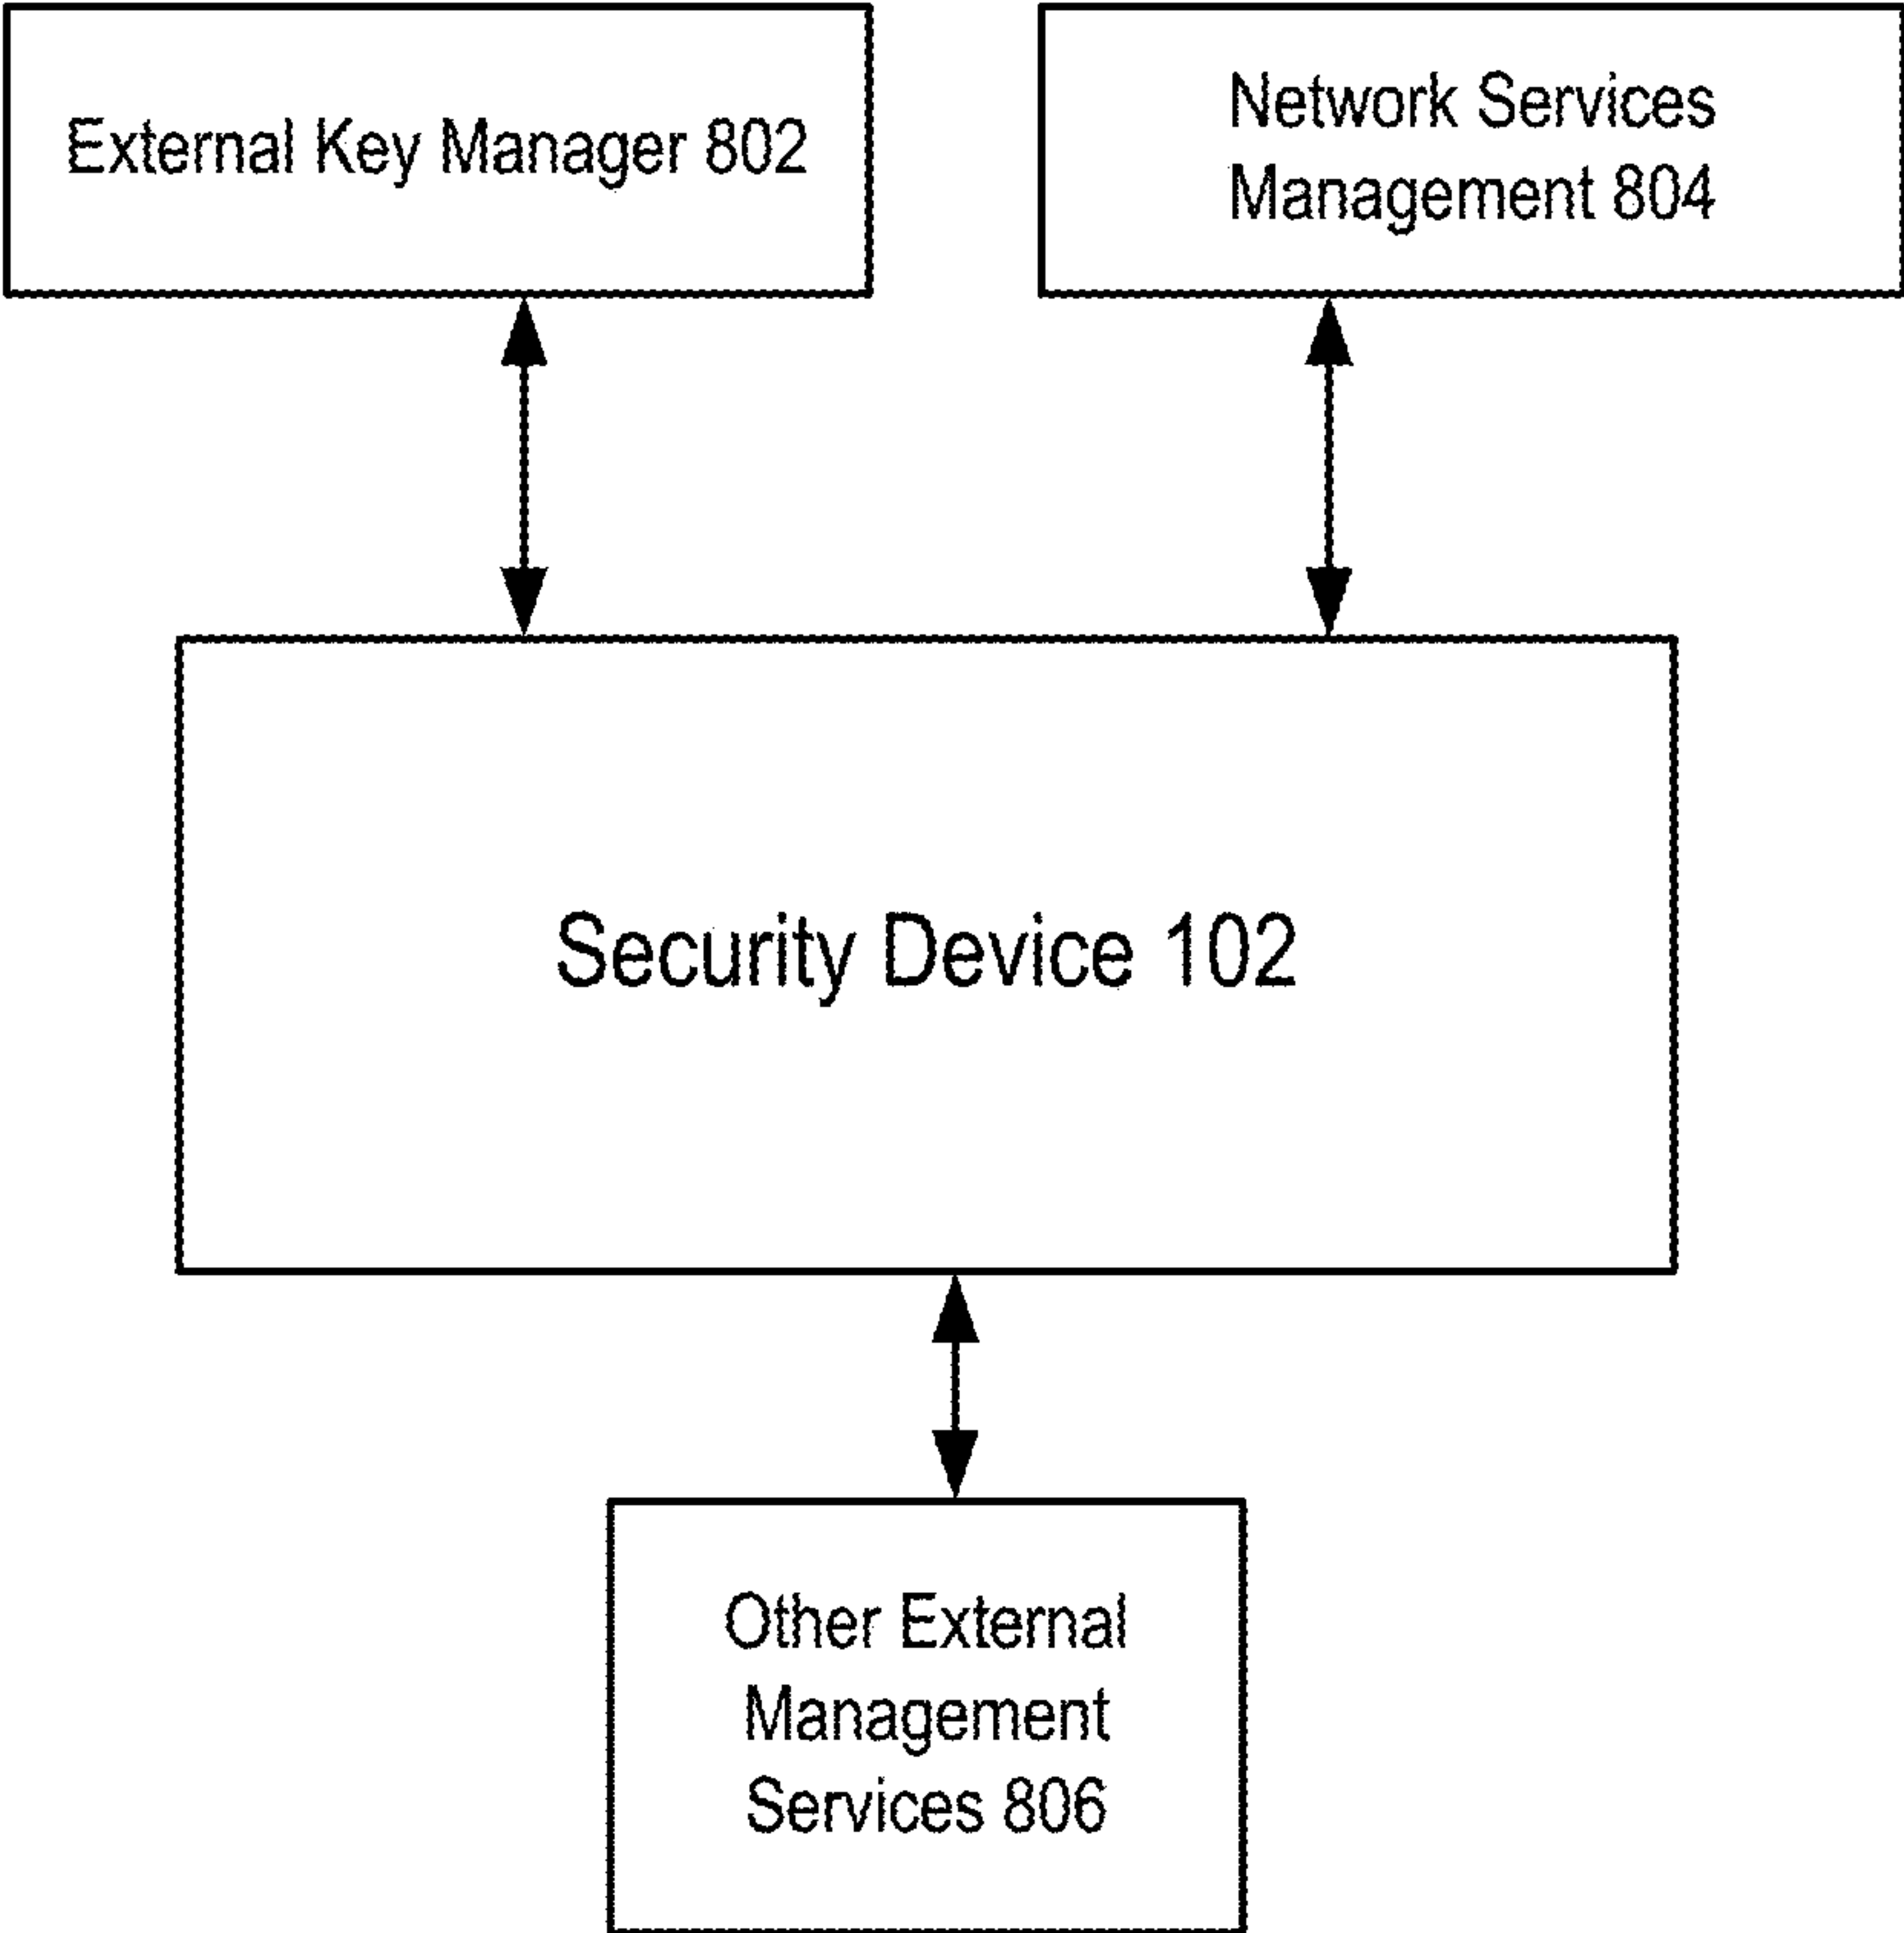 External Key Manager 802
Network Services
Management 804
Security Device 102
Other External
Management
Services 806